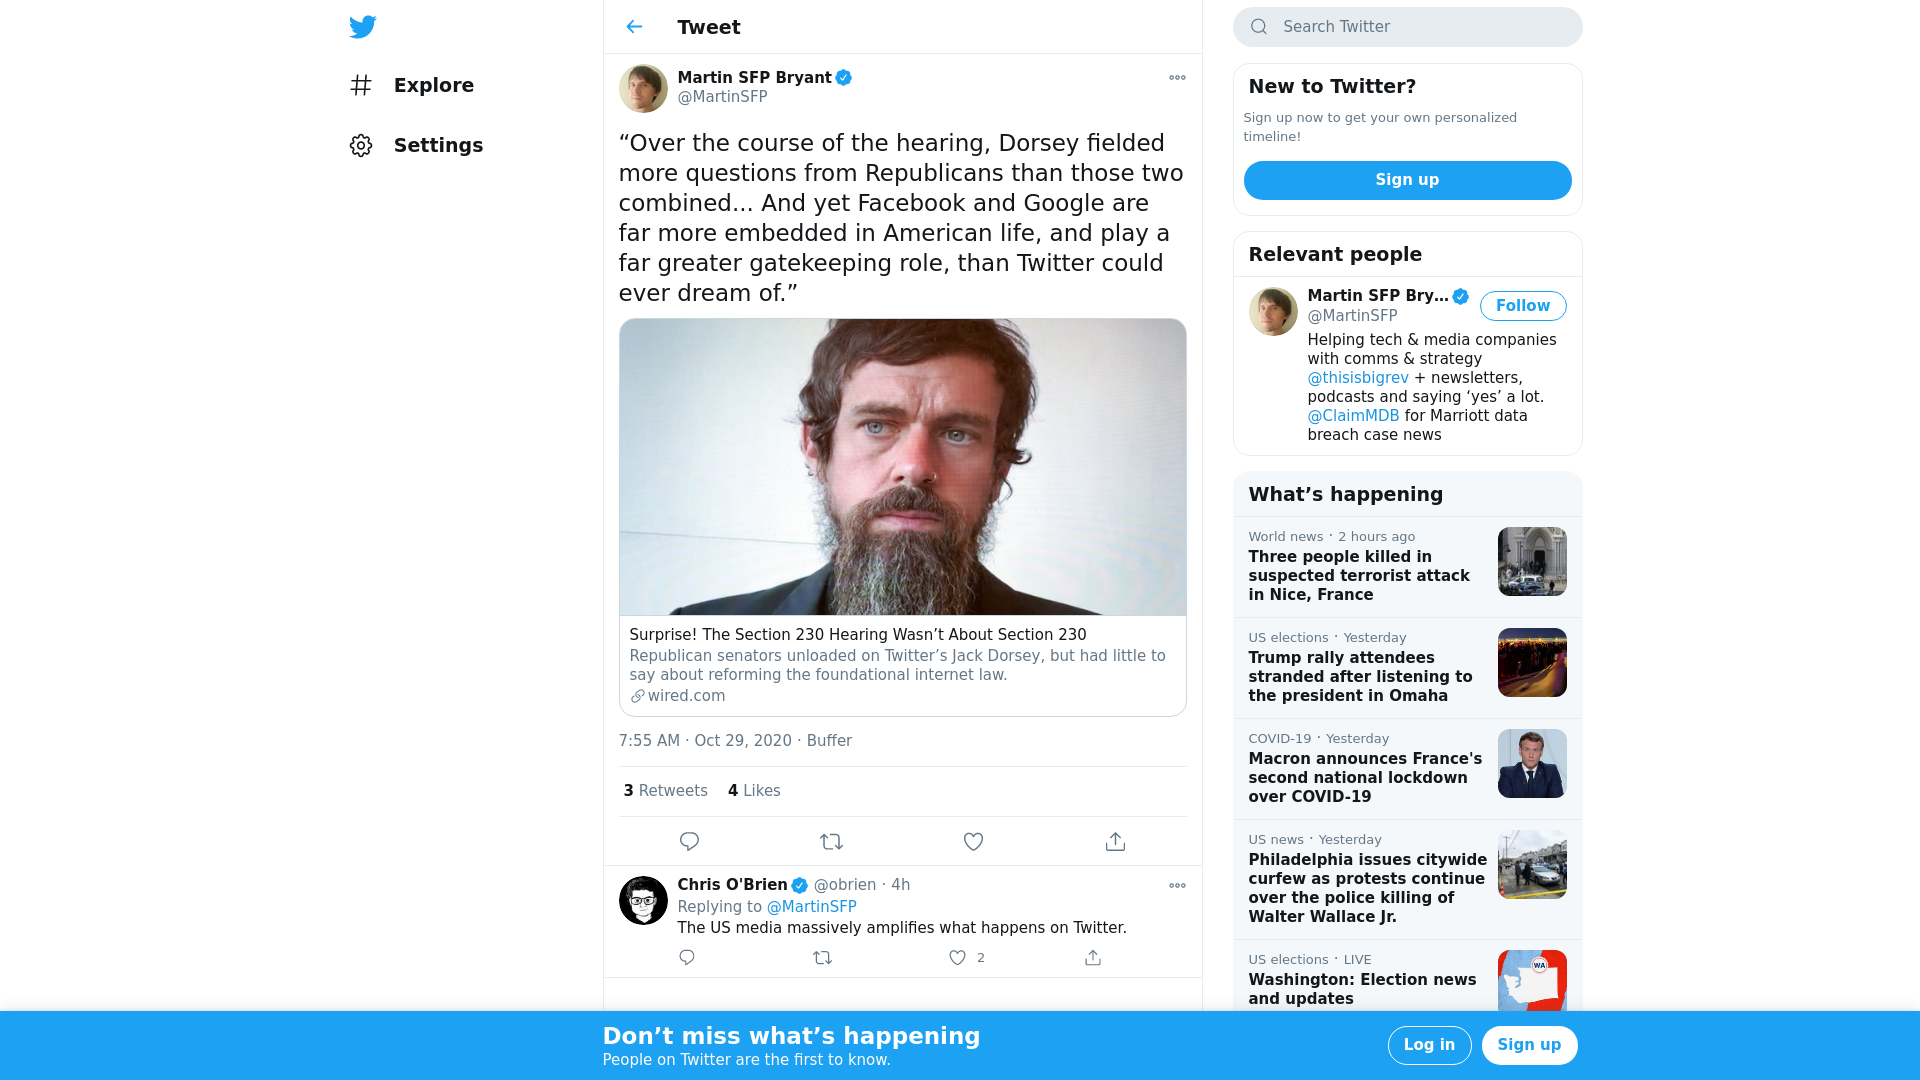 Explore
Settings
Tweet
Martin SFP Bryant
@MartinSFP
“Over the course of the hearing, Dorsey fielded
more questions from Republicans than those two
combined... And yet Facebook and Google are
far more embedded in American life, and play a
far greater gatekeeping role, than Twitter could
ever dream of.”
Surprise! The Section 230 Hearing Wasn’t About Section 230
Republican senators unloaded on Twitter’s Jack Dorsey, but had little to
say about reforming the foundational internet law.
wired.com
7:55 AM · Oct 29, 2020 · Buffer
3 Retweets 4 Likes
Chris O'Brien @obrien · 4h
Replying to @MartinSFP
The US media massively amplifies what happens on Twitter.
2
Search Twitter
New to Twitter?
Sign up now to get your own personalized
timeline!
Sign up
Relevant people
Martin SFP Bry...
@MartinSFP
Follow
Helping tech & media companies
with comms & strategy
@thisisbigrev + newsletters,
podcasts and saying ‘yes’ a lot.
@ClaimMDB for Marriott data
breach case news
What’s happening
World news · 2 hours ago
Three people killed in
suspected terrorist attack
in Nice, France
US elections · Yesterday
Trump rally attendees
stranded after listening to
the president in Omaha
COVID-19 · Yesterday
Macron announces France's
second national lockdown
over COVID-19
US news · Yesterday
Philadelphia issues citywide
curfew as protests continue
over the police killing of
Walter Wallace Jr.
US elections · LIVE
Washington: Election news
and updates
WA
Don’t miss what’s happening
People on Twitter are the first to know.
Log in
Sign up